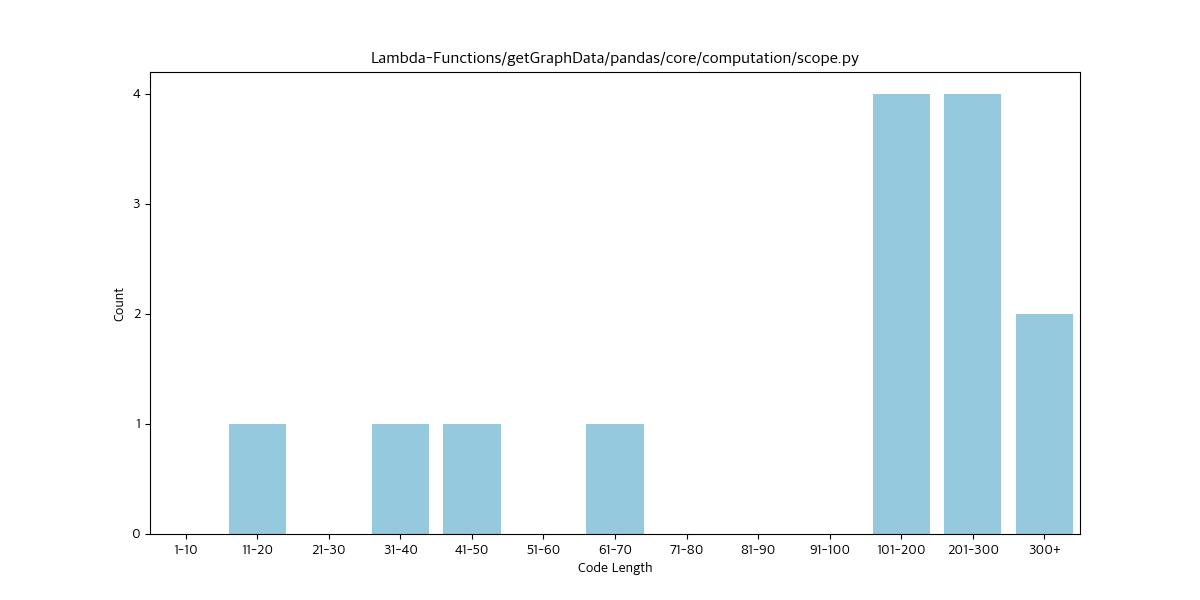 Lambda-Functions/getGraphData/pandas/core/computation/scope.py
Count
4
3
2
1
0
1-10 11-20 21-30 31-40 41-50 51-60 61-70 71-80 81-90 91-100 101-200 201-300 300+
Code Length